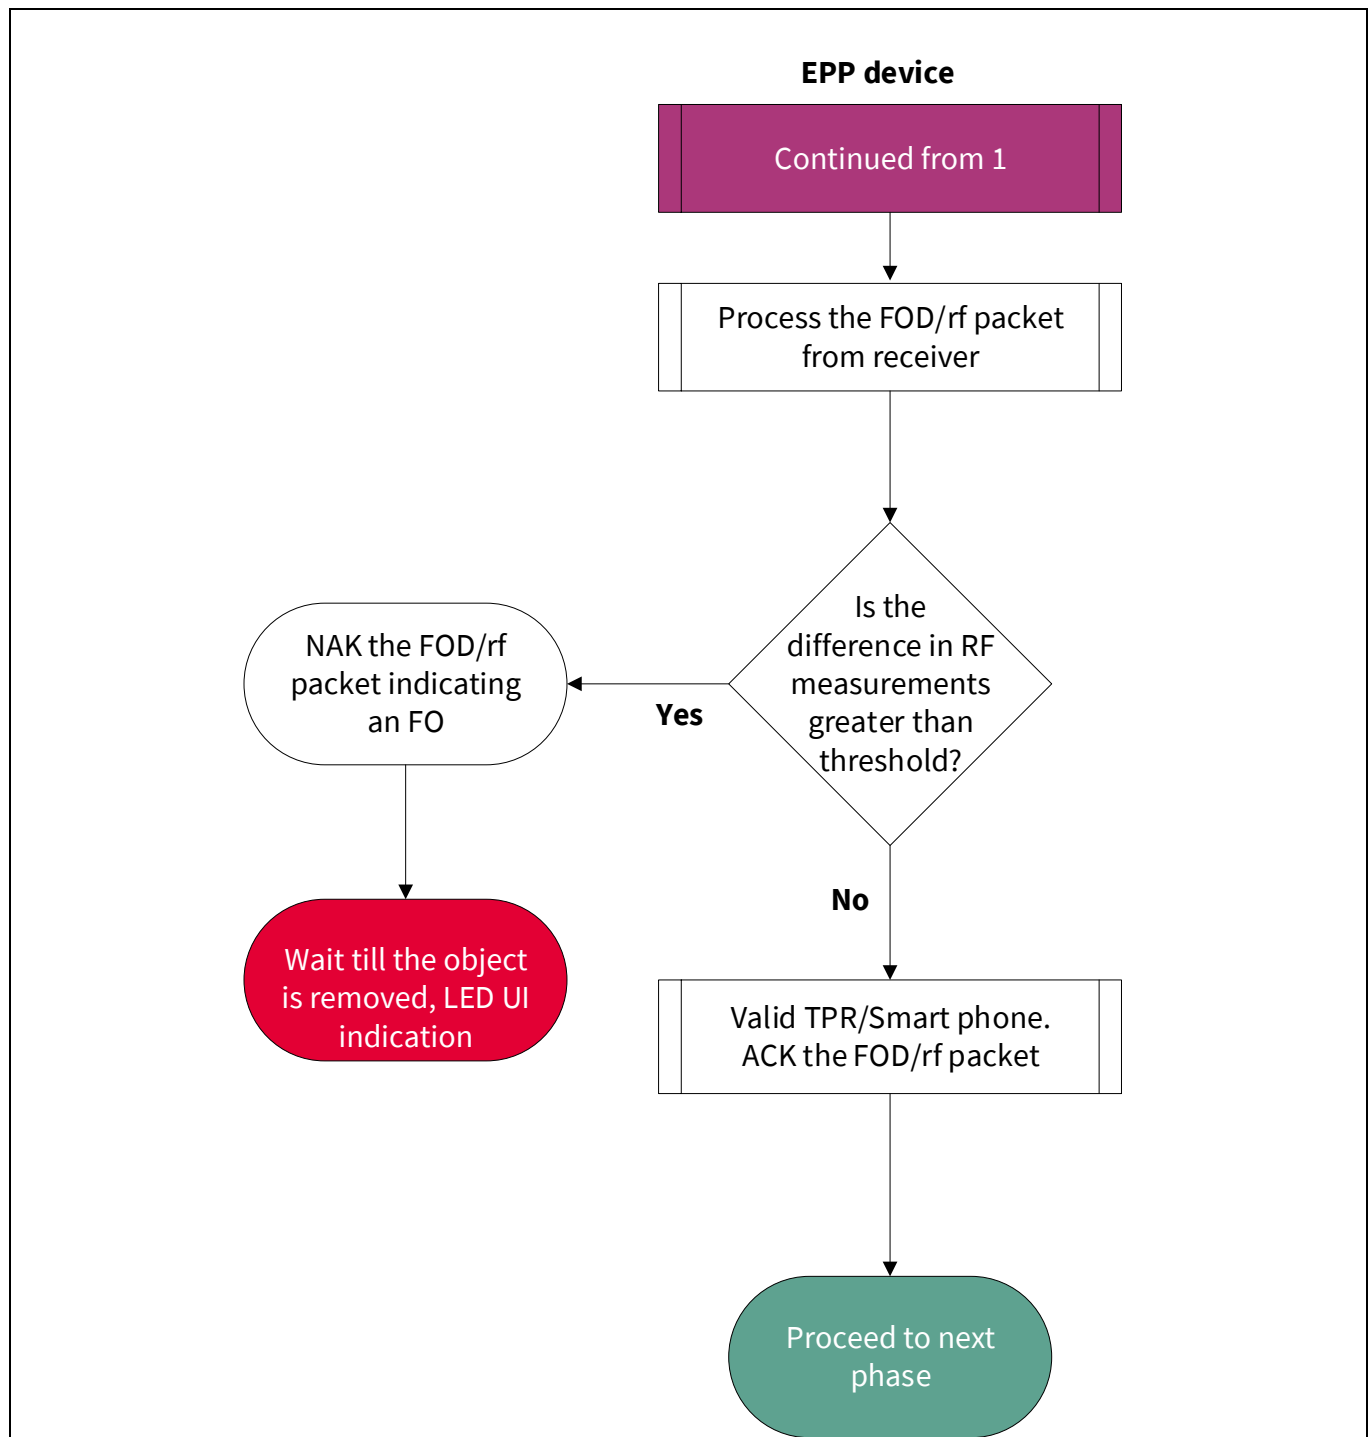 EPP device
Continued from 1
Process the FOD/rf packet
from receiver
Is the
difference in RF
measurements
greater than
threshold?
Yes
NAK the FOD/rf
packet indicating
an FO
Wait till the object
is removed, LED UI
indication
No
Valid TPR/Smart phone.
ACK the FOD/rf packet
Proceed to next
phase